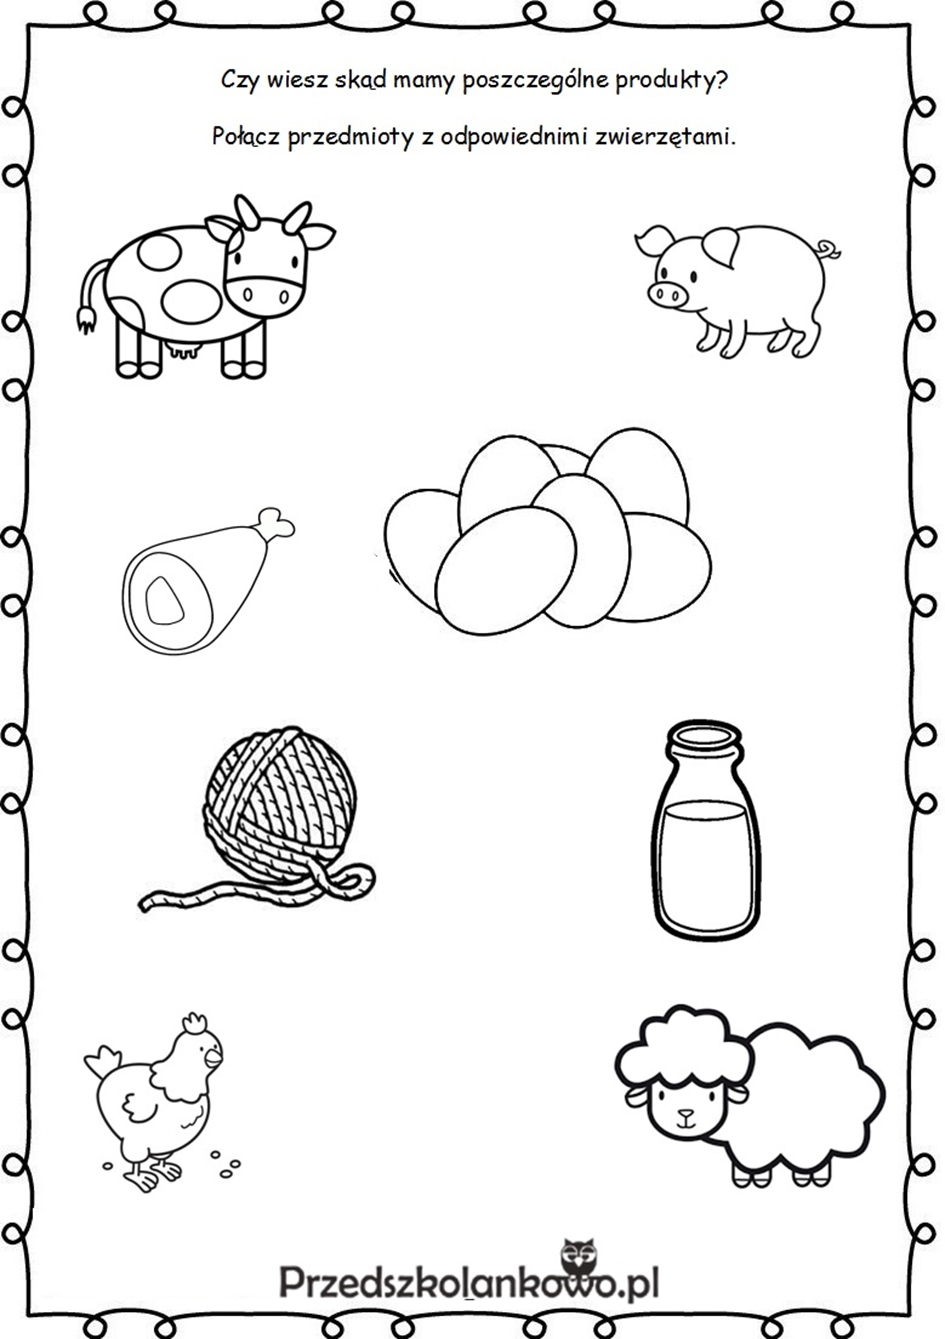 Czy wiesz skąd mamy poszczególne produkty?
Połącz przedmioty z odpowiednimi zwierzętami.
Przedszkolankowo.pl